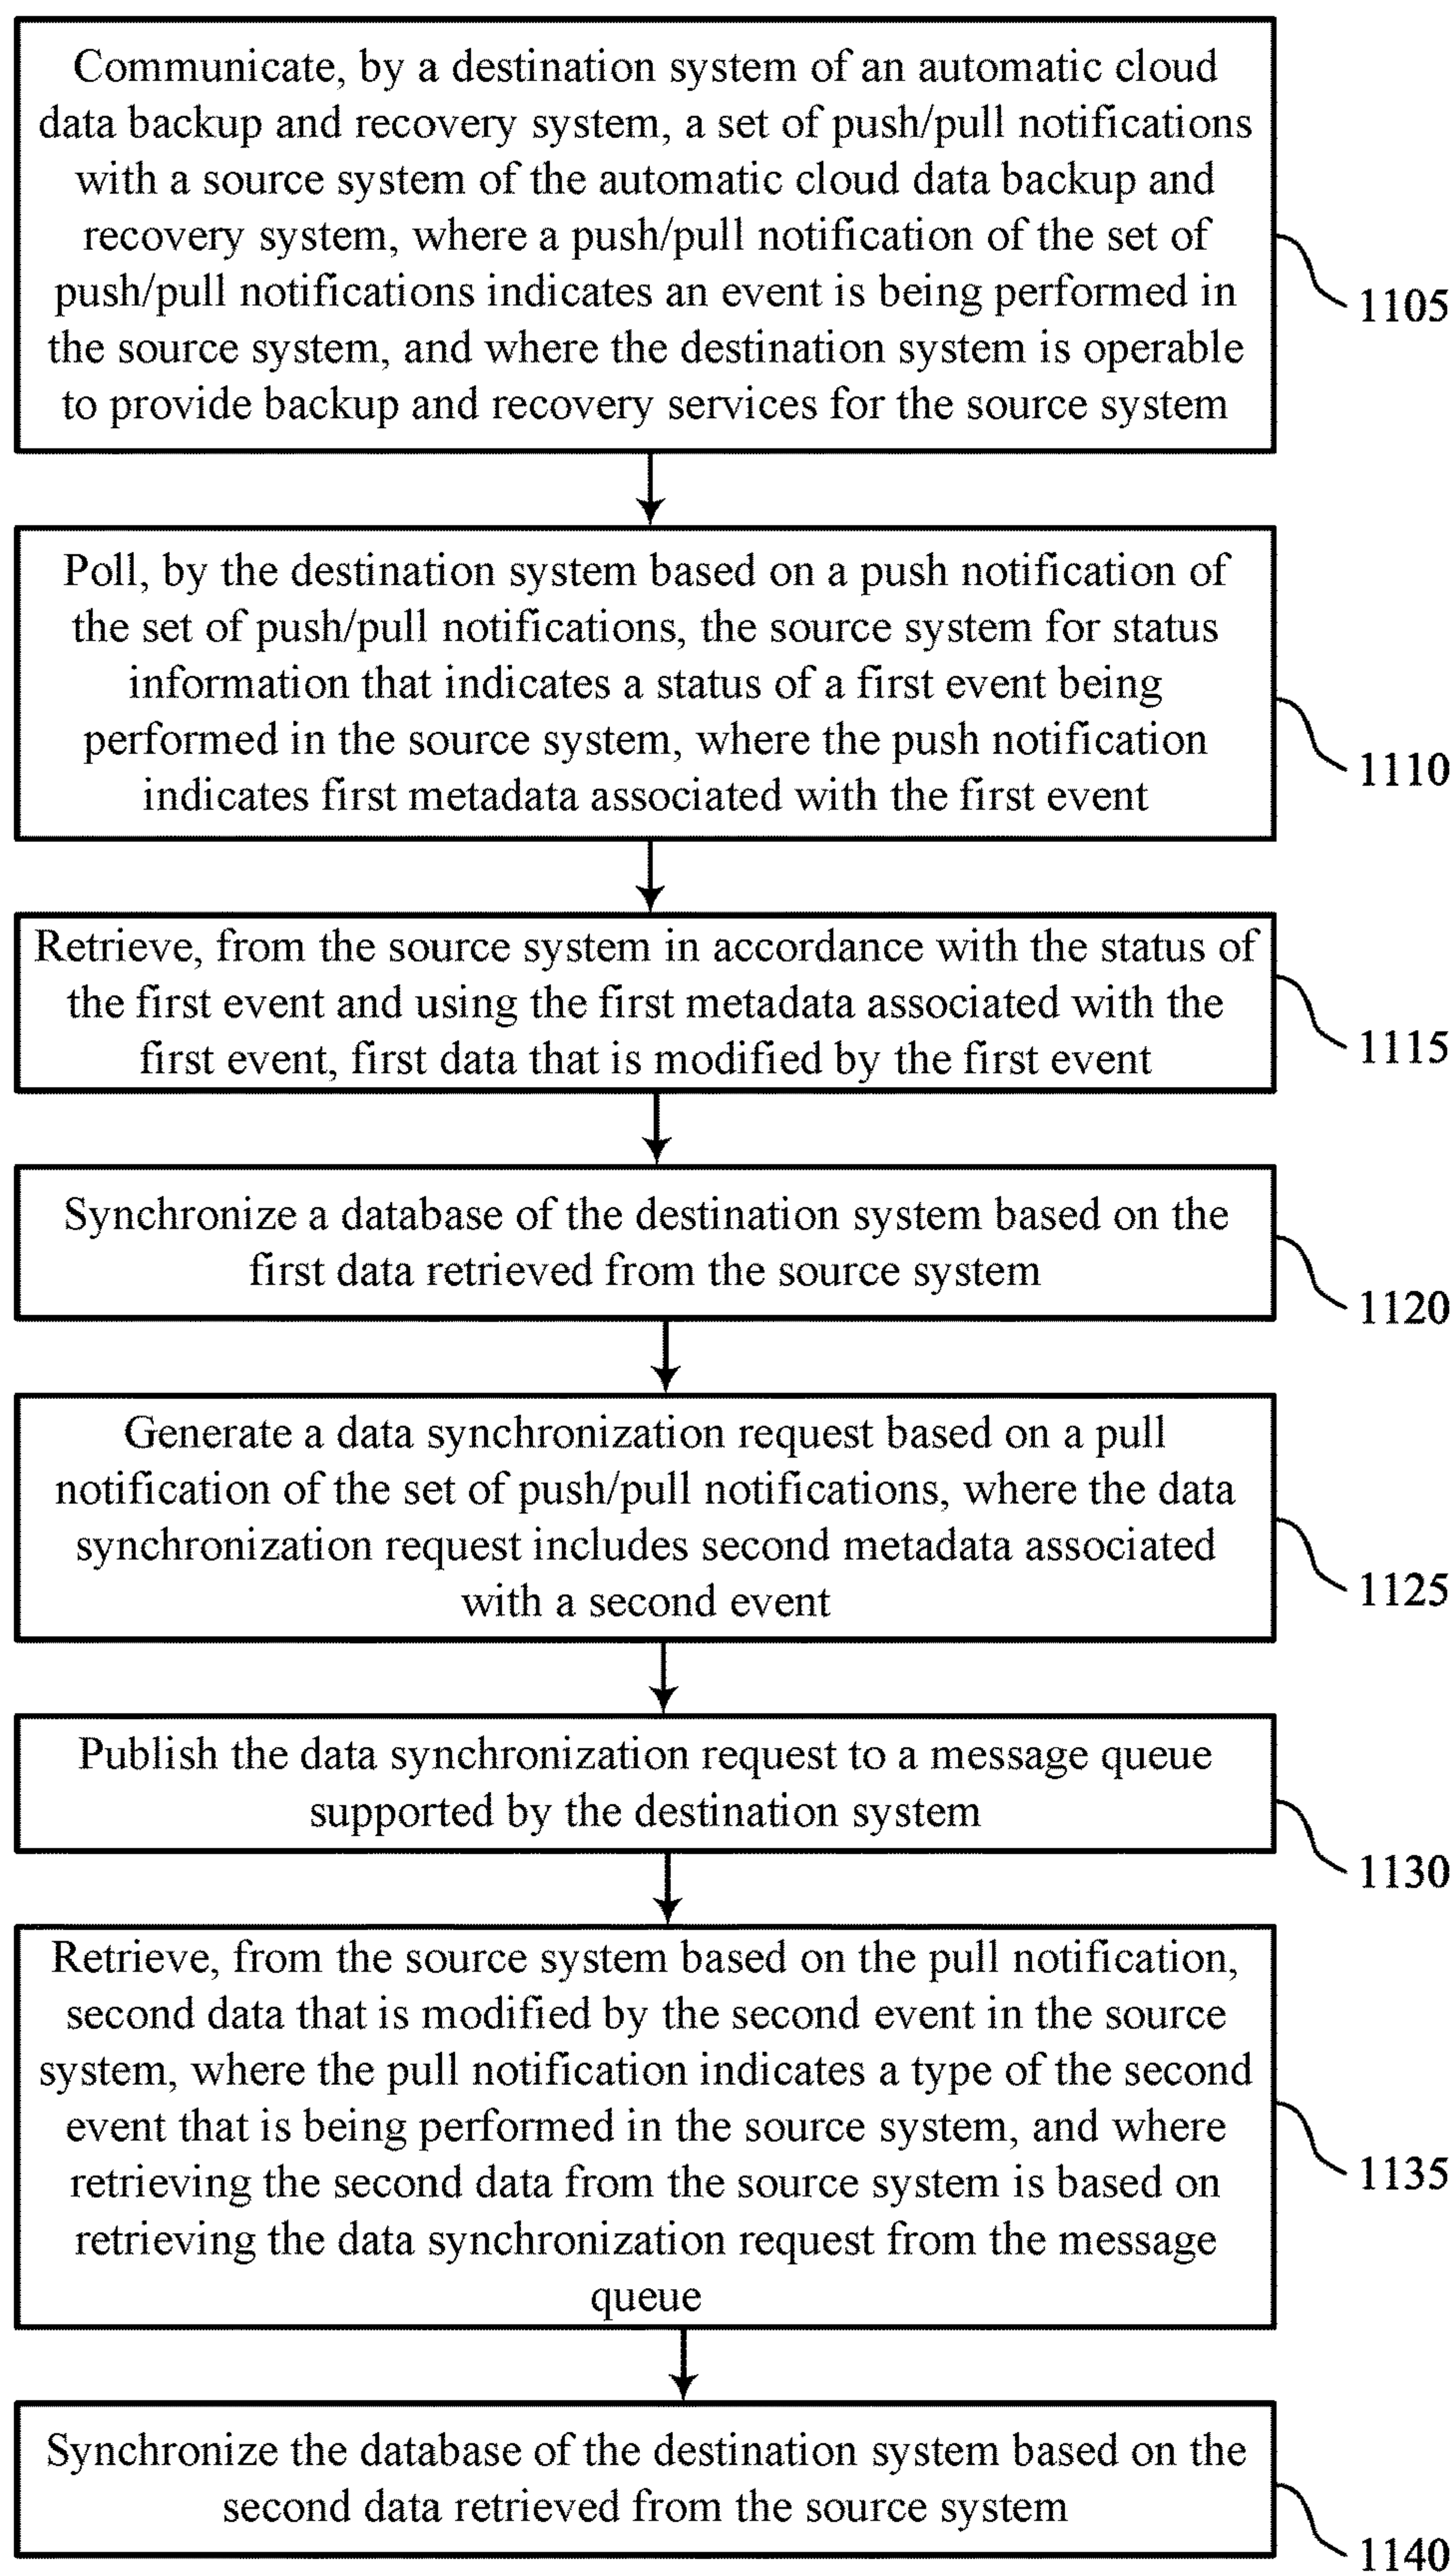 Communicate, by a destination system of an automatic cloud
data backup and recovery system, a set of push/pull notifications
with a source system of the automatic cloud data backup and
recovery system, where a push/pull notification of the set of
push/pull notifications indicates an event is being performed in
the source system, and where the destination system is operable
to provide backup and recovery services for the source system
1105
Poll, by the destination system based on a push notification of
the set of push/pull notifications, the source system for status
information that indicates a status of a first event being
performed in the source system, where the push notification
indicates first metadata associated with the first event
1110
Retrieve, from the source system in accordance with the status of
the first event and using the first metadata associated with the
first event, first data that is modified by the first event
1115
Synchronize a database of the destination system based on the
first data retrieved from the source system
1120
Generate a data synchronization request based on a pull
notification of the set of push/pull notifications, where the data
synchronization request includes second metadata associated
with a second event
1125
Publish the data synchronization request to a message queue
supported by the destination system
1130
Retrieve, from the source system based on the pull notification,
second data that is modified by the second event in the source
system, where the pull notification indicates a type of the second
event that is being performed in the source system, and where
retrieving the second data from the source system is based on
retrieving the data synchronization request from the message
queue
1135
Synchronize the database of the destination system based on the
second data retrieved from the source system
1140